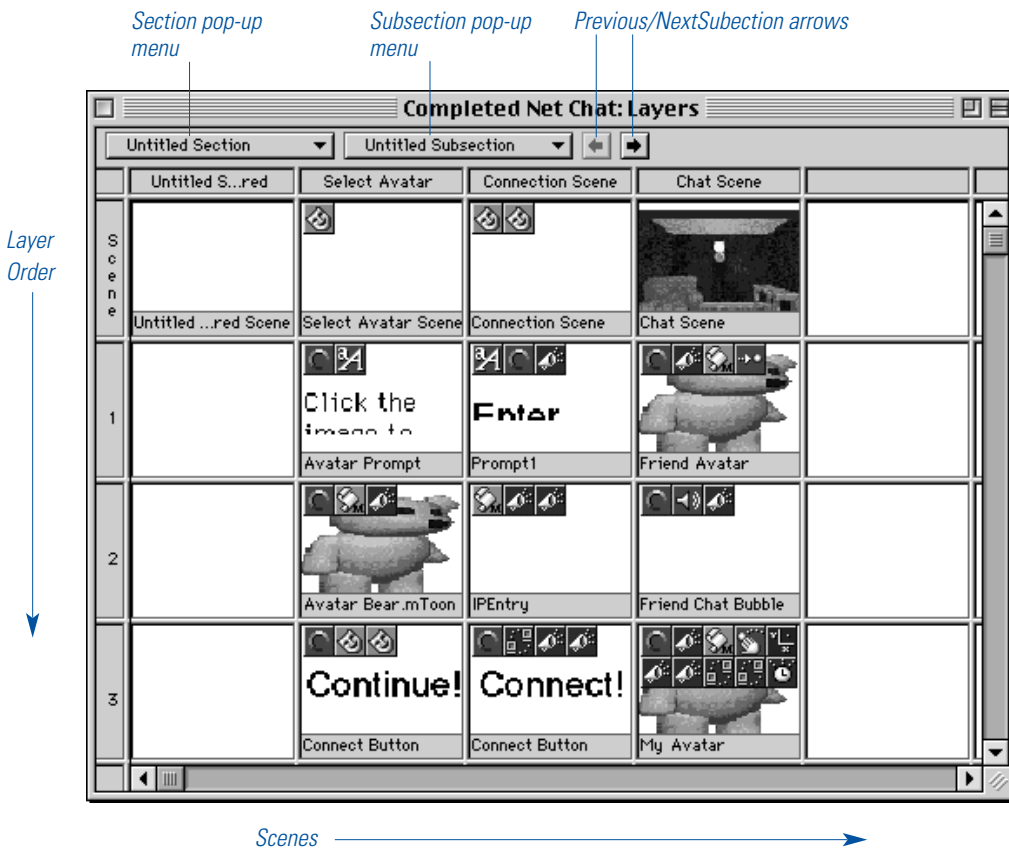 Section pop-up
menu
Subsection pop-up
menu
Previous/NextSubection arrows
Completed Net Chat: Layers
Untitled Section
Untitled Subsection
Untitled S...red
Select Avatar
Connection Scene
Chat Scene
Layer
Order
Scene
Untitled ...red Scene
Select Avatar Scene
Connection Scene
Chat Scene
1
Click the
image to
Avatar Prompt
Enter
Prompt1
Friend Avatar
2
Avatar Bear.mToon
IPEntry
Friend Chat Bubble
3
Continue!
Connect Button
Connect!
Connect Button
My Avatar
Scenes